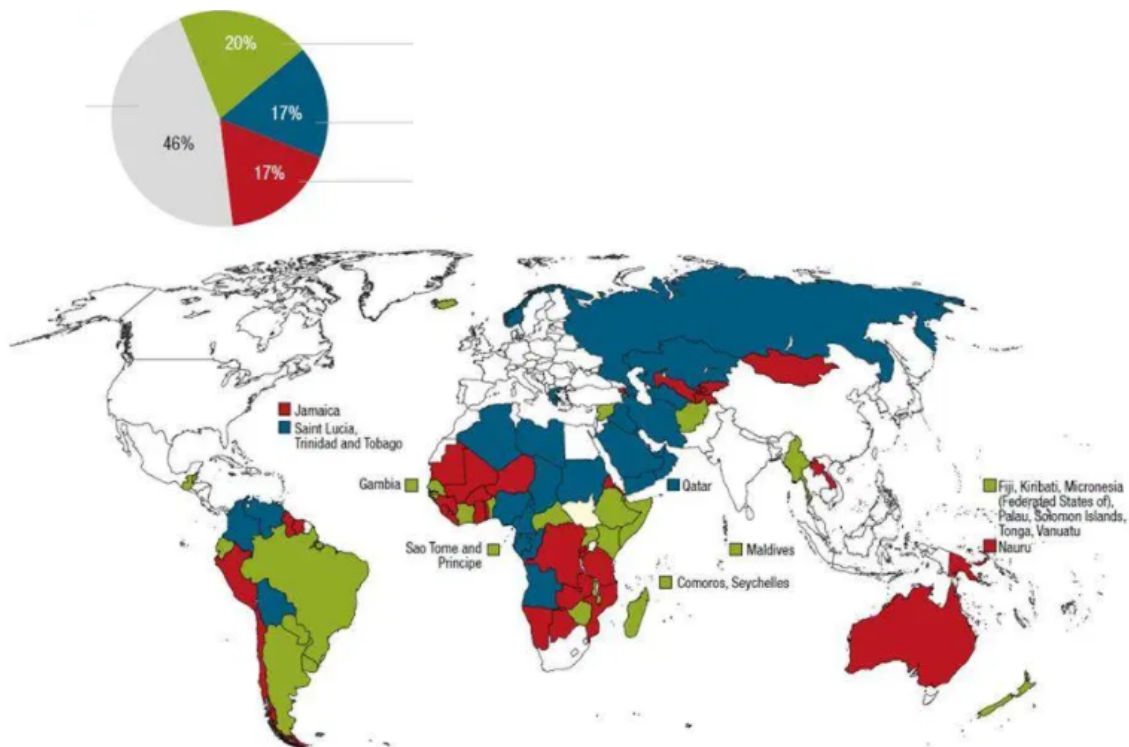 20%
17%
46%
17%
Jamaica
Saint Lucia,
Trinidad and Tobago
Gambia
Qatar
Fiji, Kiribati, Micronesia
(Federated States of),
Palau, Solomon Islands,
Tonga, Vanuatu
Nauru
Sao Tome and
Principe
Maldives
Comoros, Seychelles